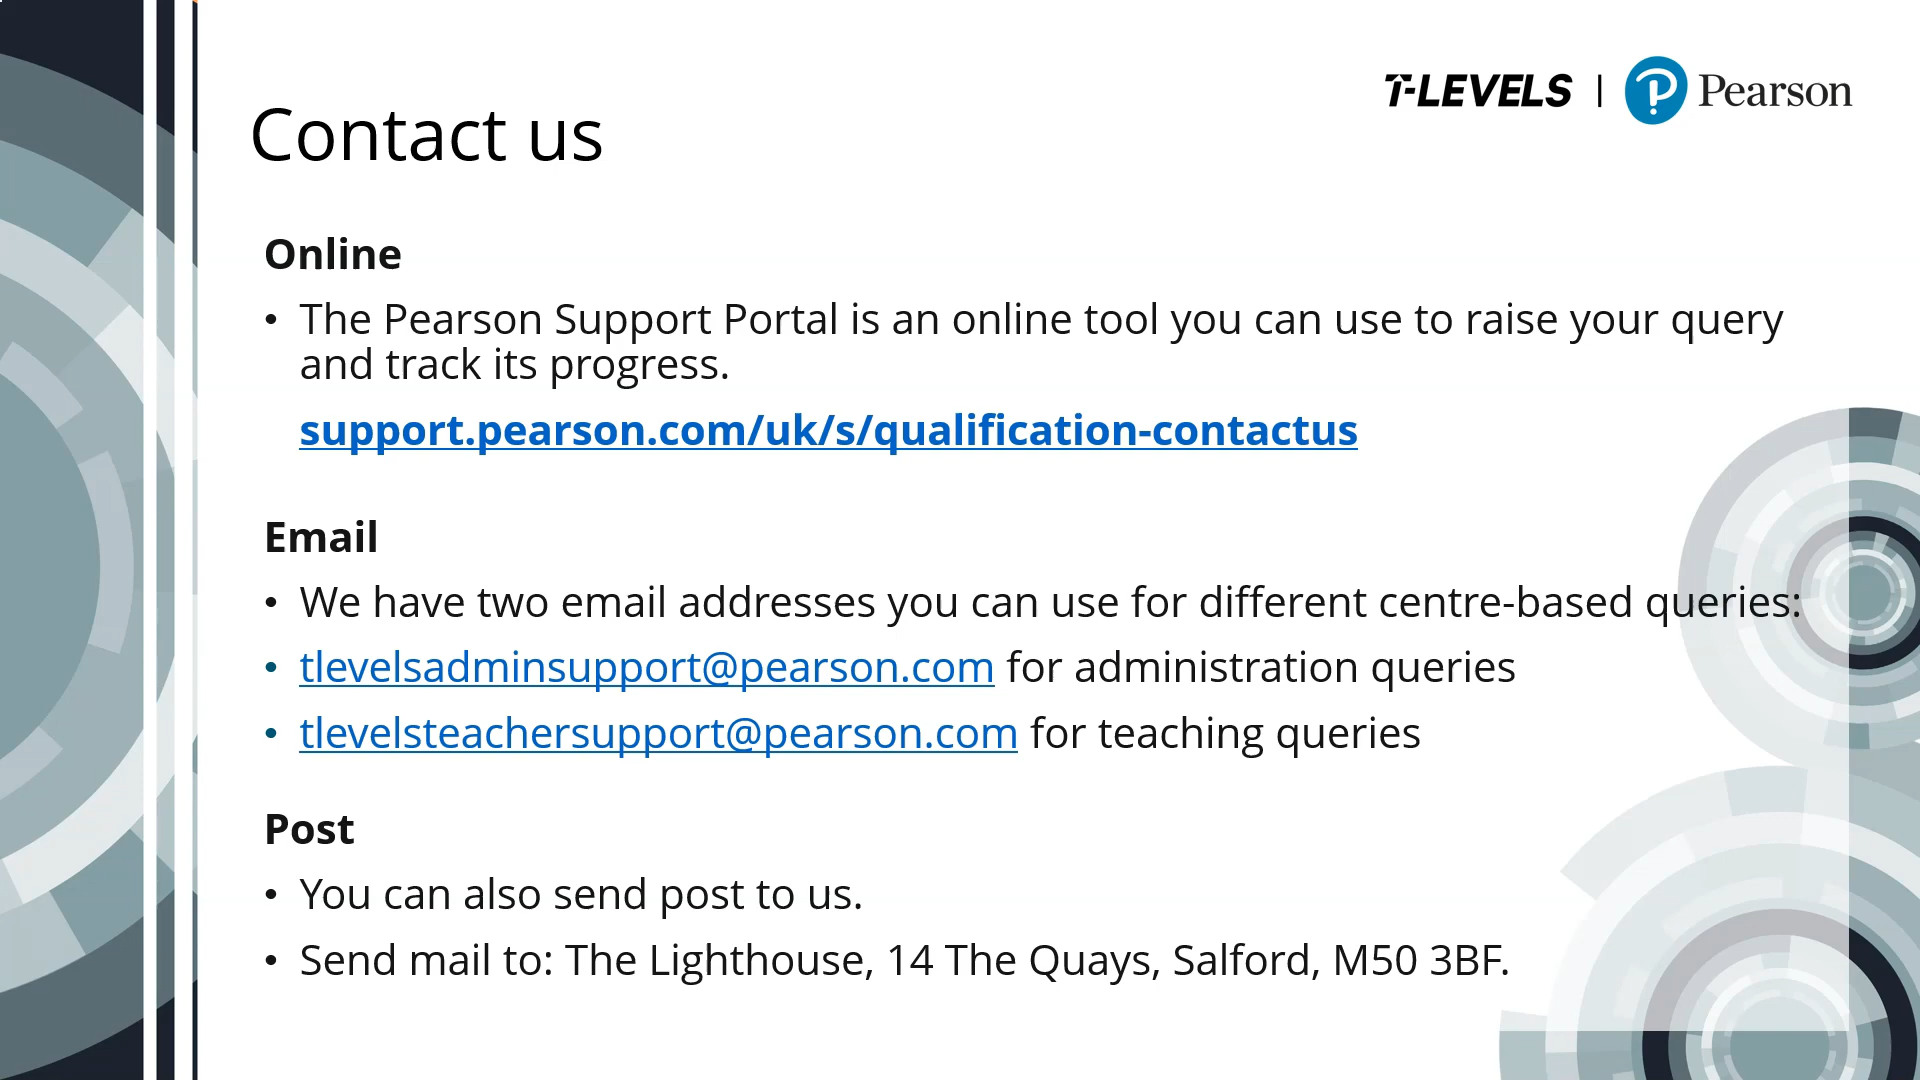 T-LEVELS | Pearson
Contact us
Online
• The Pearson Support Portal is an online tool you can use to raise your query
and track its progress.
support.pearson.com/uk/s/qualification-contactus
Email
• We have two email addresses you can use for different centre-based queries:
• tlevelsadminsupport@pearson.com for administration queries
• tlevelsteachersupport@pearson.com for teaching queries
Post
• You can also send post to us.
• Send mail to: The Lighthouse, 14 The Quays, Salford, M50 3BF.